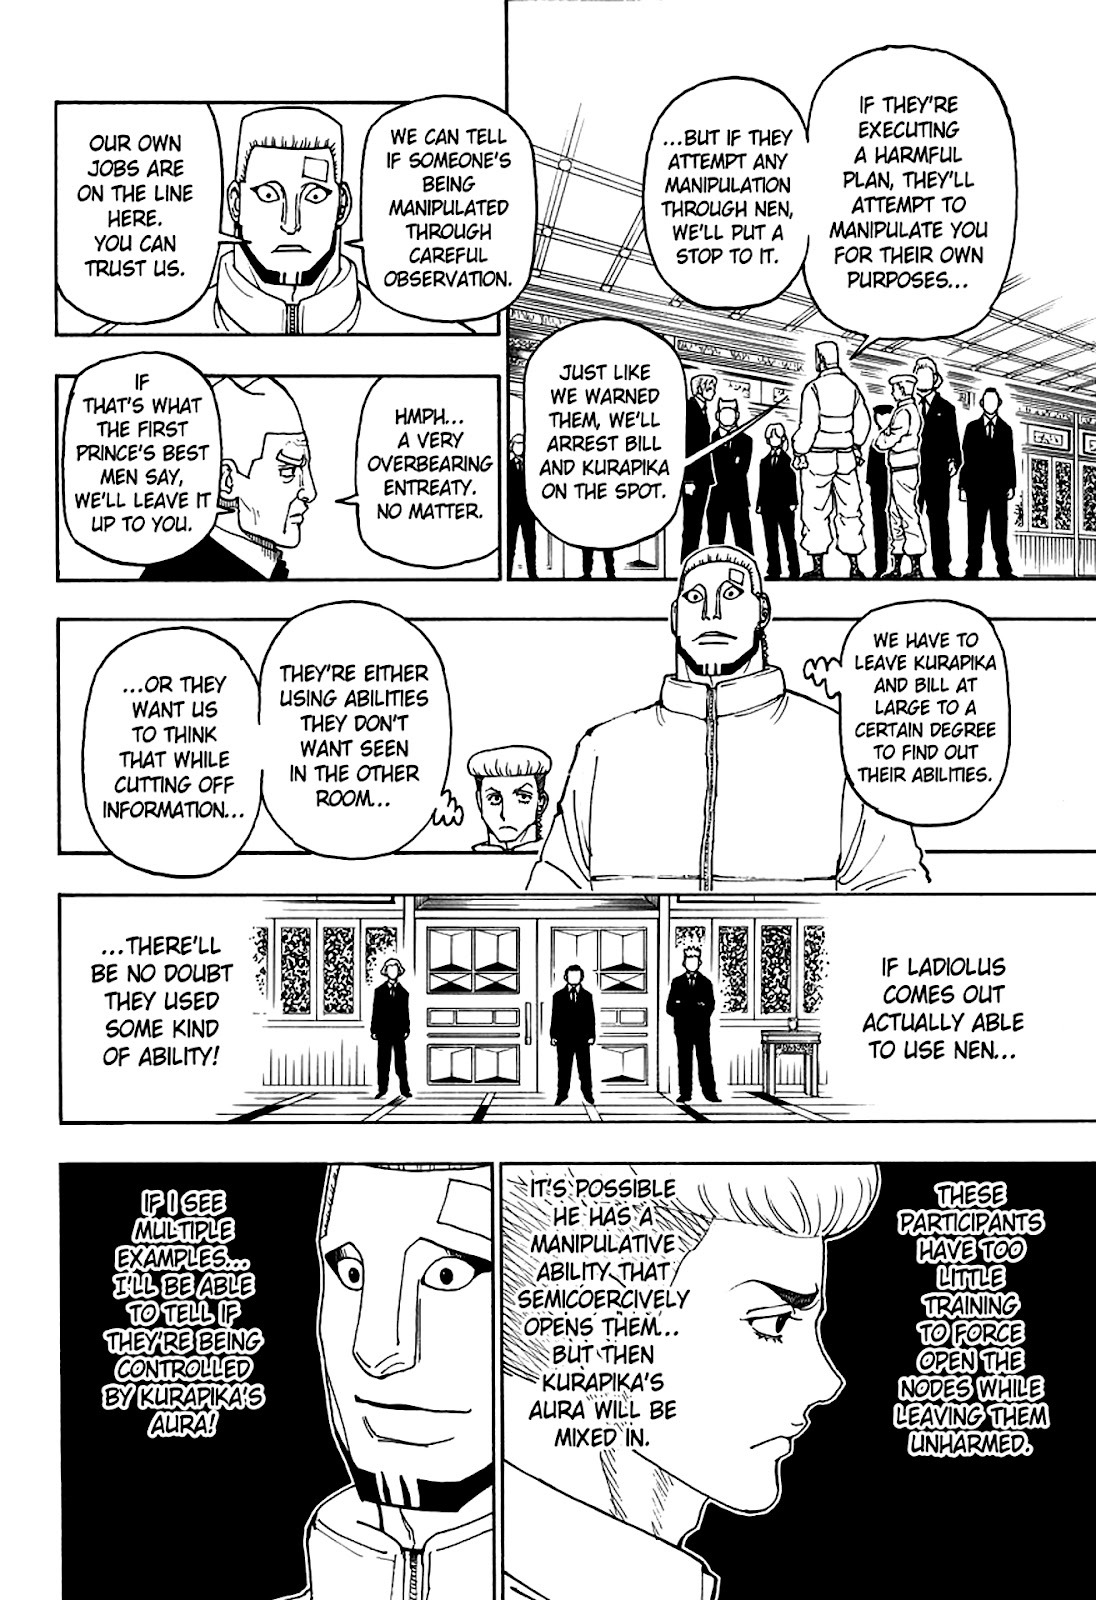 IF THEY'RE
EXECUTING
A HARMFUL
PLAN, THEY'LL
ATTEMPT TO
MANIPULATE YOU
FOR THEIR OWN
PURPOSES...
...BUT IF THEY
ATTEMPT ANY
MANIPULATION
THROUGH NEN,
WE'LL PUT A
STOP TO IT.
JUST LIKE
WE WARNED
THEM, WE'LL
ARREST BILL
AND KURAPIKA
ON THE SPOT.
WE CAN TELL
IF SOMEONE'S
BEING
MANIPULATED
THROUGH
CAREFUL
OBSERVATION.
OUR OWN
JOBS ARE
ON THE LINE
HERE.
YOU CAN
TRUST US.
HMPH...
A VERY
OVERBEARING
ENTREATY.
NO MATTER.
IF
THAT'S WHAT
THE FIRST
PRINCE'S BEST
MEN SAY,
WE'LL LEAVE IT
UP TO YOU.
WE HAVE TO
LEAVE KURAPIKA
AND BILL AT
LARGE TO A
CERTAIN DEGREE
TO FIND OUT
THEIR ABILITIES.
THEY'RE EITHER
USING ABILITIES
THEY DON'T
WANT SEEN
IN THE OTHER
ROOM...
...OR THEY
WANT US
TO THINK
THAT WHILE
CUTTING OFF
INFORMATION...
IF LADIOLUS
COMES OUT
ACTUALLY ABLE
TO USE NEN...
...THERE'LL
BE NO DOUBT
THEY USED
SOME KIND
OF ABILITY!
THESE
PARTICIPANTS
HAVE TOO
LITTLE
TRAINING
TO FORCE
OPEN THE
NODES WHILE
LEAVING THEM
UNHARMED.
IT'S POSSIBLE
HE HAS A
MANIPULATIVE
ABILITY THAT
SEMICOERCIVELY
OPENS THEM...
BUT THEN
KURAPIKA'S
AURA WILL BE
MIXED IN.
IF I SEE
MULTIPLE
EXAMPLES...
I'LL BE ABLE
TO TELL IF
THEY'RE BEING
CONTROLLED
BY KURAPIKA'S
AURA!